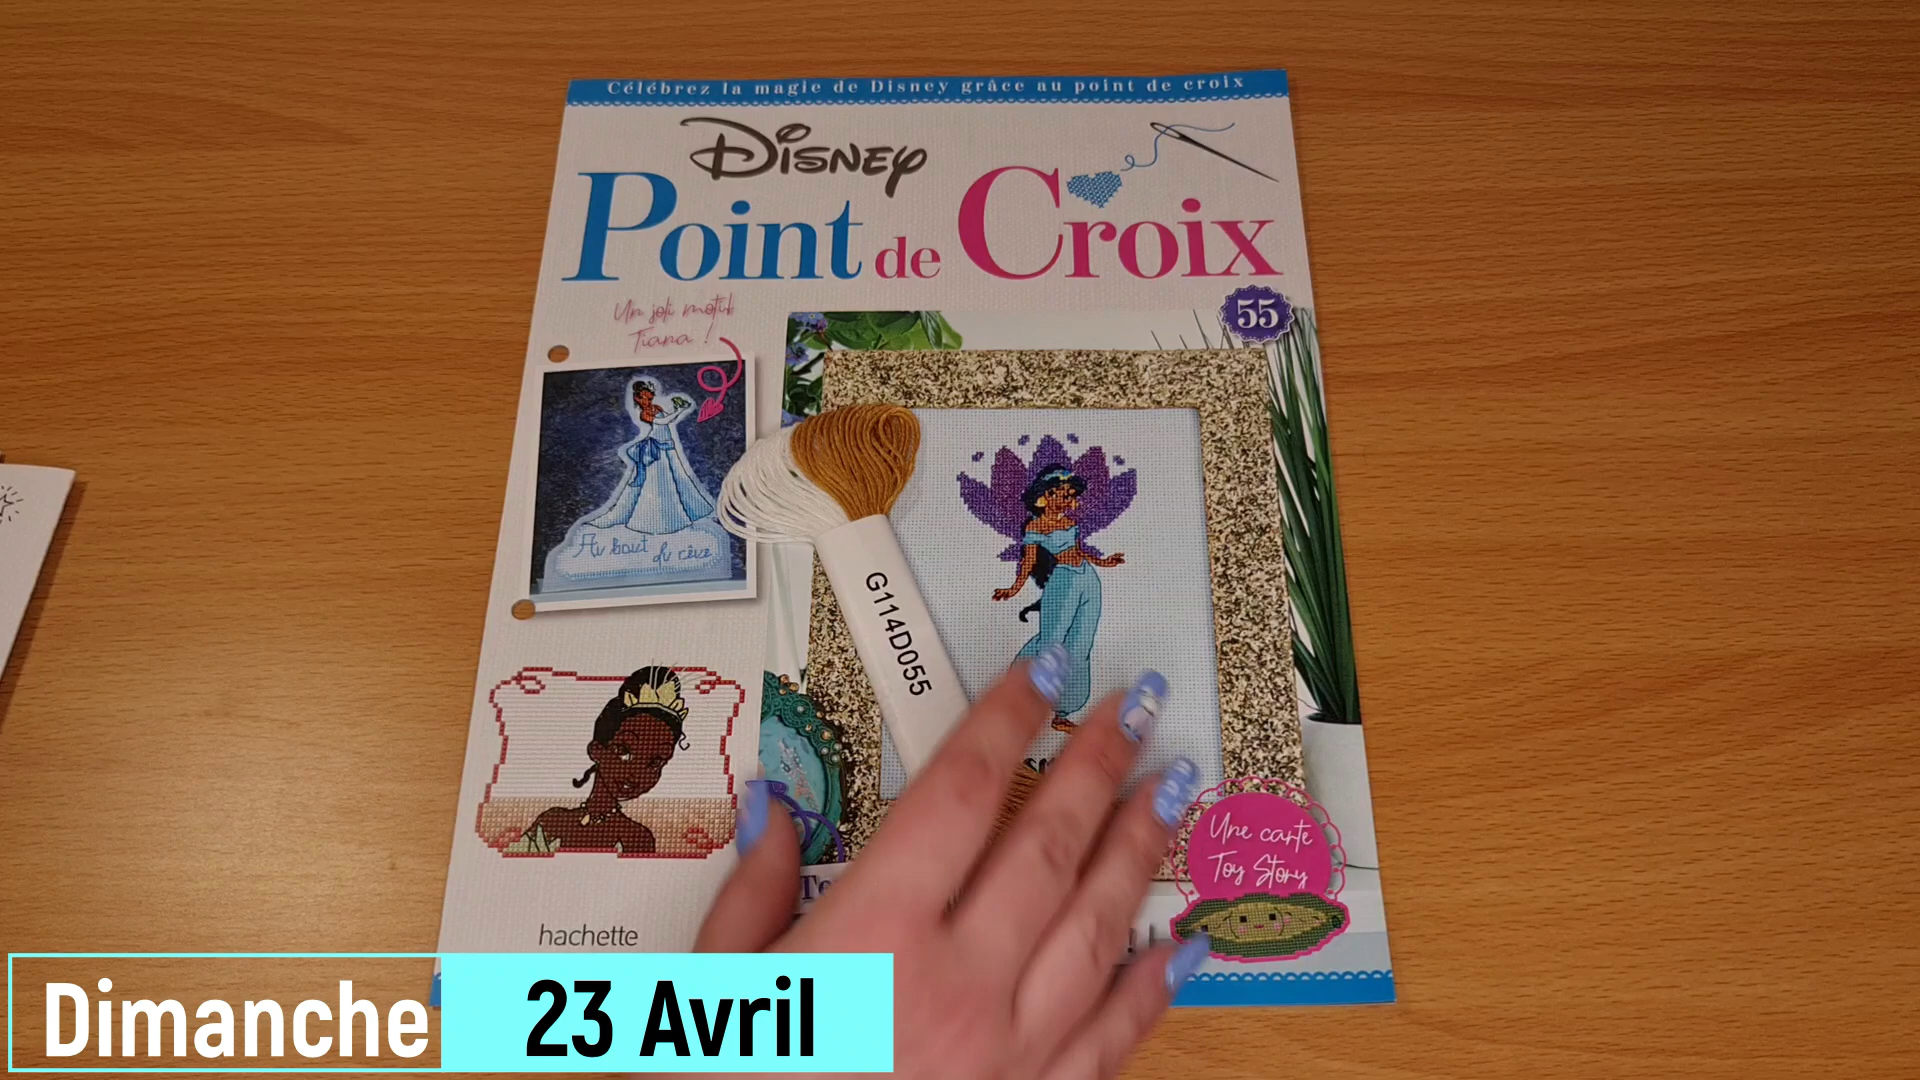 Célébrez la magie de Disney grâce au point de croix
Disney
Point de Croix
55
Un joli motif
Tiana !
Au bout du rêve
G114D055
Une carte
Toy Story
hachette
Dimanche 23 Avril